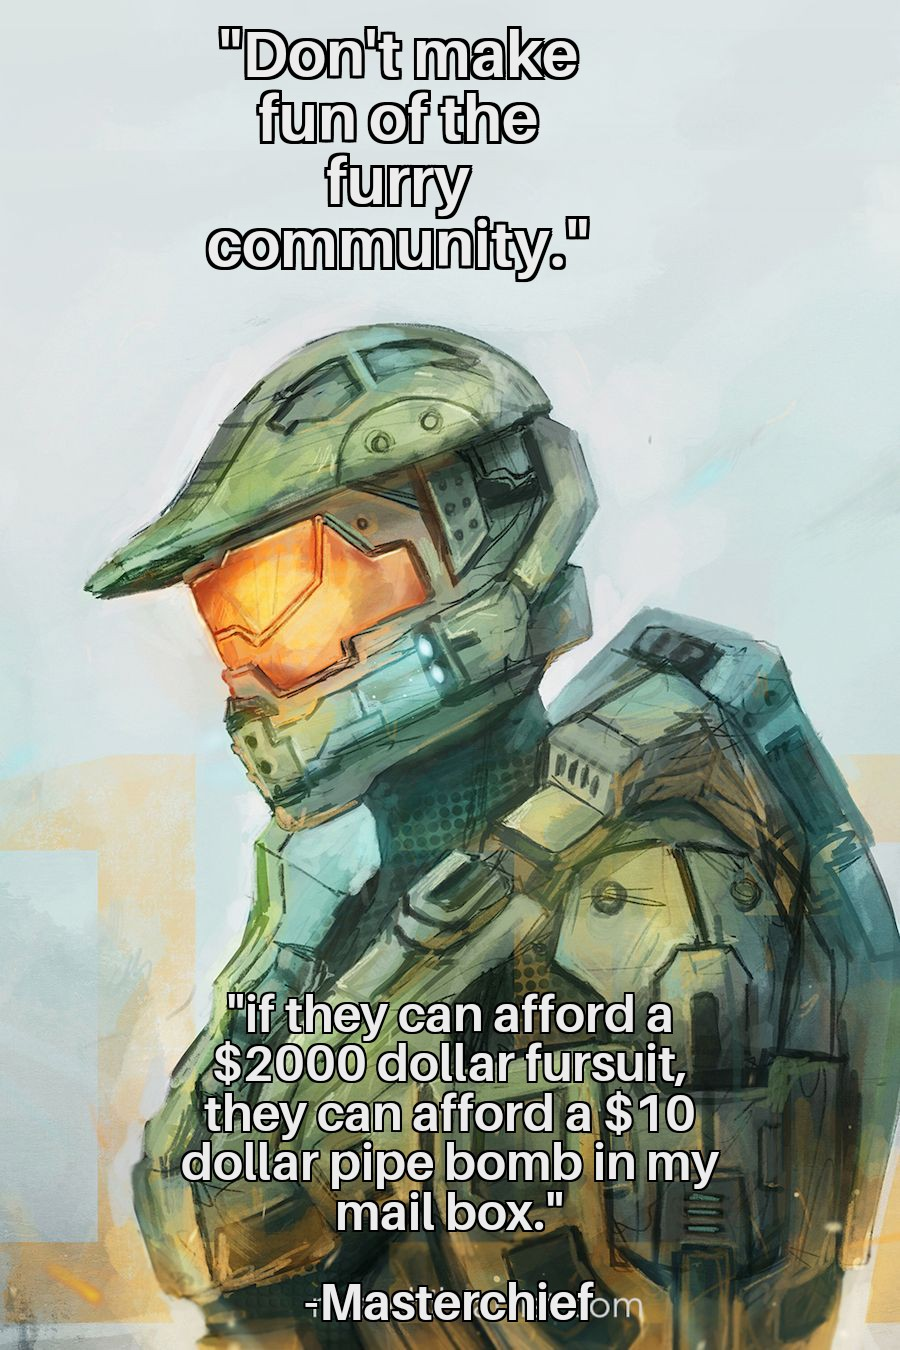 "Don't make
fun of the
furry
community."
"if they can afford a
$2000 dollar fursuit,
they can afford a $10
dollar pipe bomb in my
mail box."
-Masterchief